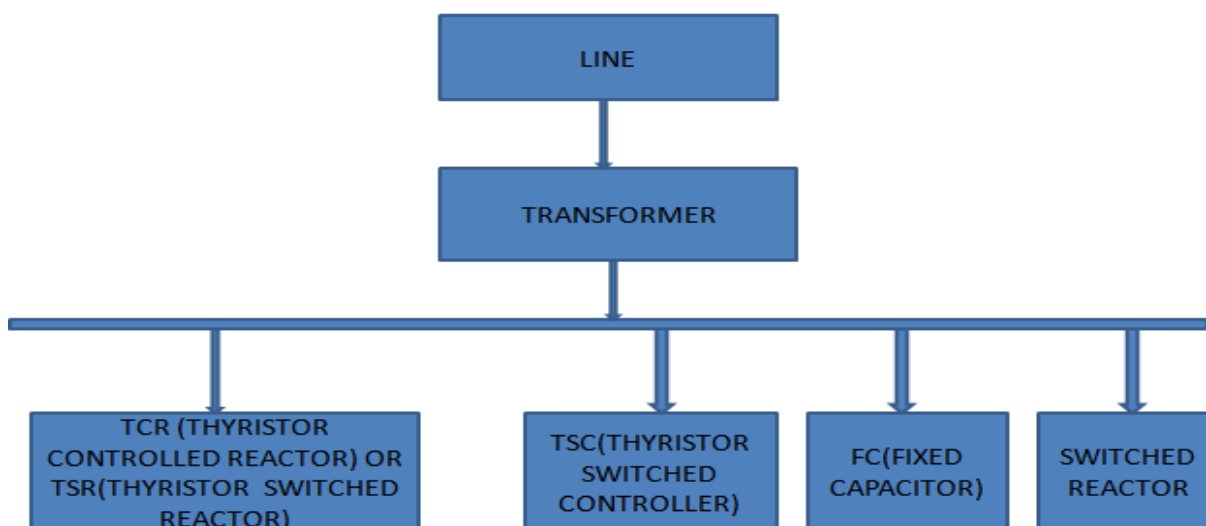 LINE
TRANSFORMER
TCR (THYRISTOR
CONTROLLED REACTOR) OR
TSR(THYRISTOR SWITCHED
REACTOR)
TSC(THYRISTOR
SWITCHED
CONTROLLER)
FC(FIXED
CAPACITOR)
SWITCHED
REACTOR